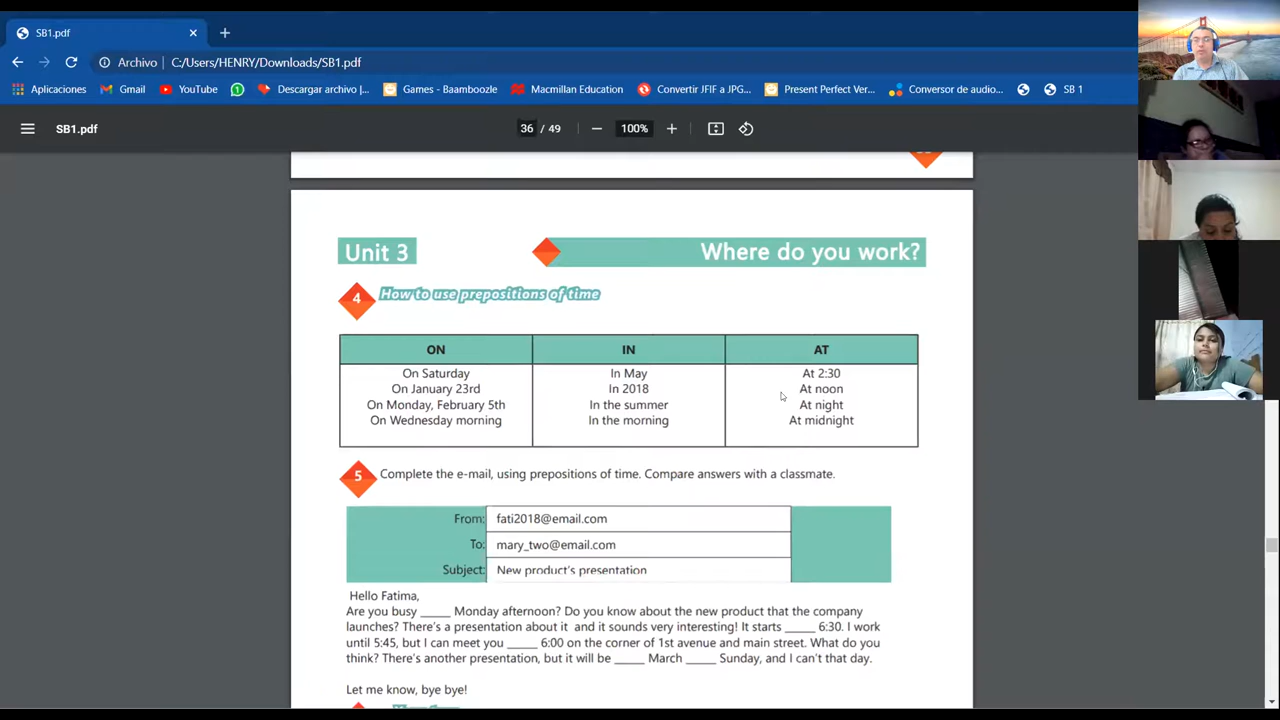 SB1.pdf
Archivo C:/Users/HENRY/Downloads/SB1.pdf
Aplicaciones Gmail YouTube Descargar archivo |... Games - Baamboozle Macmillan Education Convertir JFIF a JPG... Present Perfect Ver... Conversor de audio... SB 1
SB1.pdf 36 / 49 100%
Unit 3 Where do you work?
4 How to use prepositions of time
ON IN AT
On Saturday In May At 2:30
On January 23rd In 2018 At noon
On Monday, February 5th In the summer At night
On Wednesday morning In the morning At midnight
5 Complete the e-mail, using prepositions of time. Compare answers with a classmate.
From: fati2018@email.com
To: mary_two@email.com
Subject: New product's presentation
Hello Fatima,
Are you busy _____ Monday afternoon? Do you know about the new product that the company
launches? There's a presentation about it and it sounds very interesting! It starts _____ 6:30. I work
until 5:45, but I can meet you _____ 6:00 on the corner of 1st avenue and main street. What do you
think? There's another presentation, but it will be _____ March _____ Sunday, and I can't that day.
Let me know, bye bye!